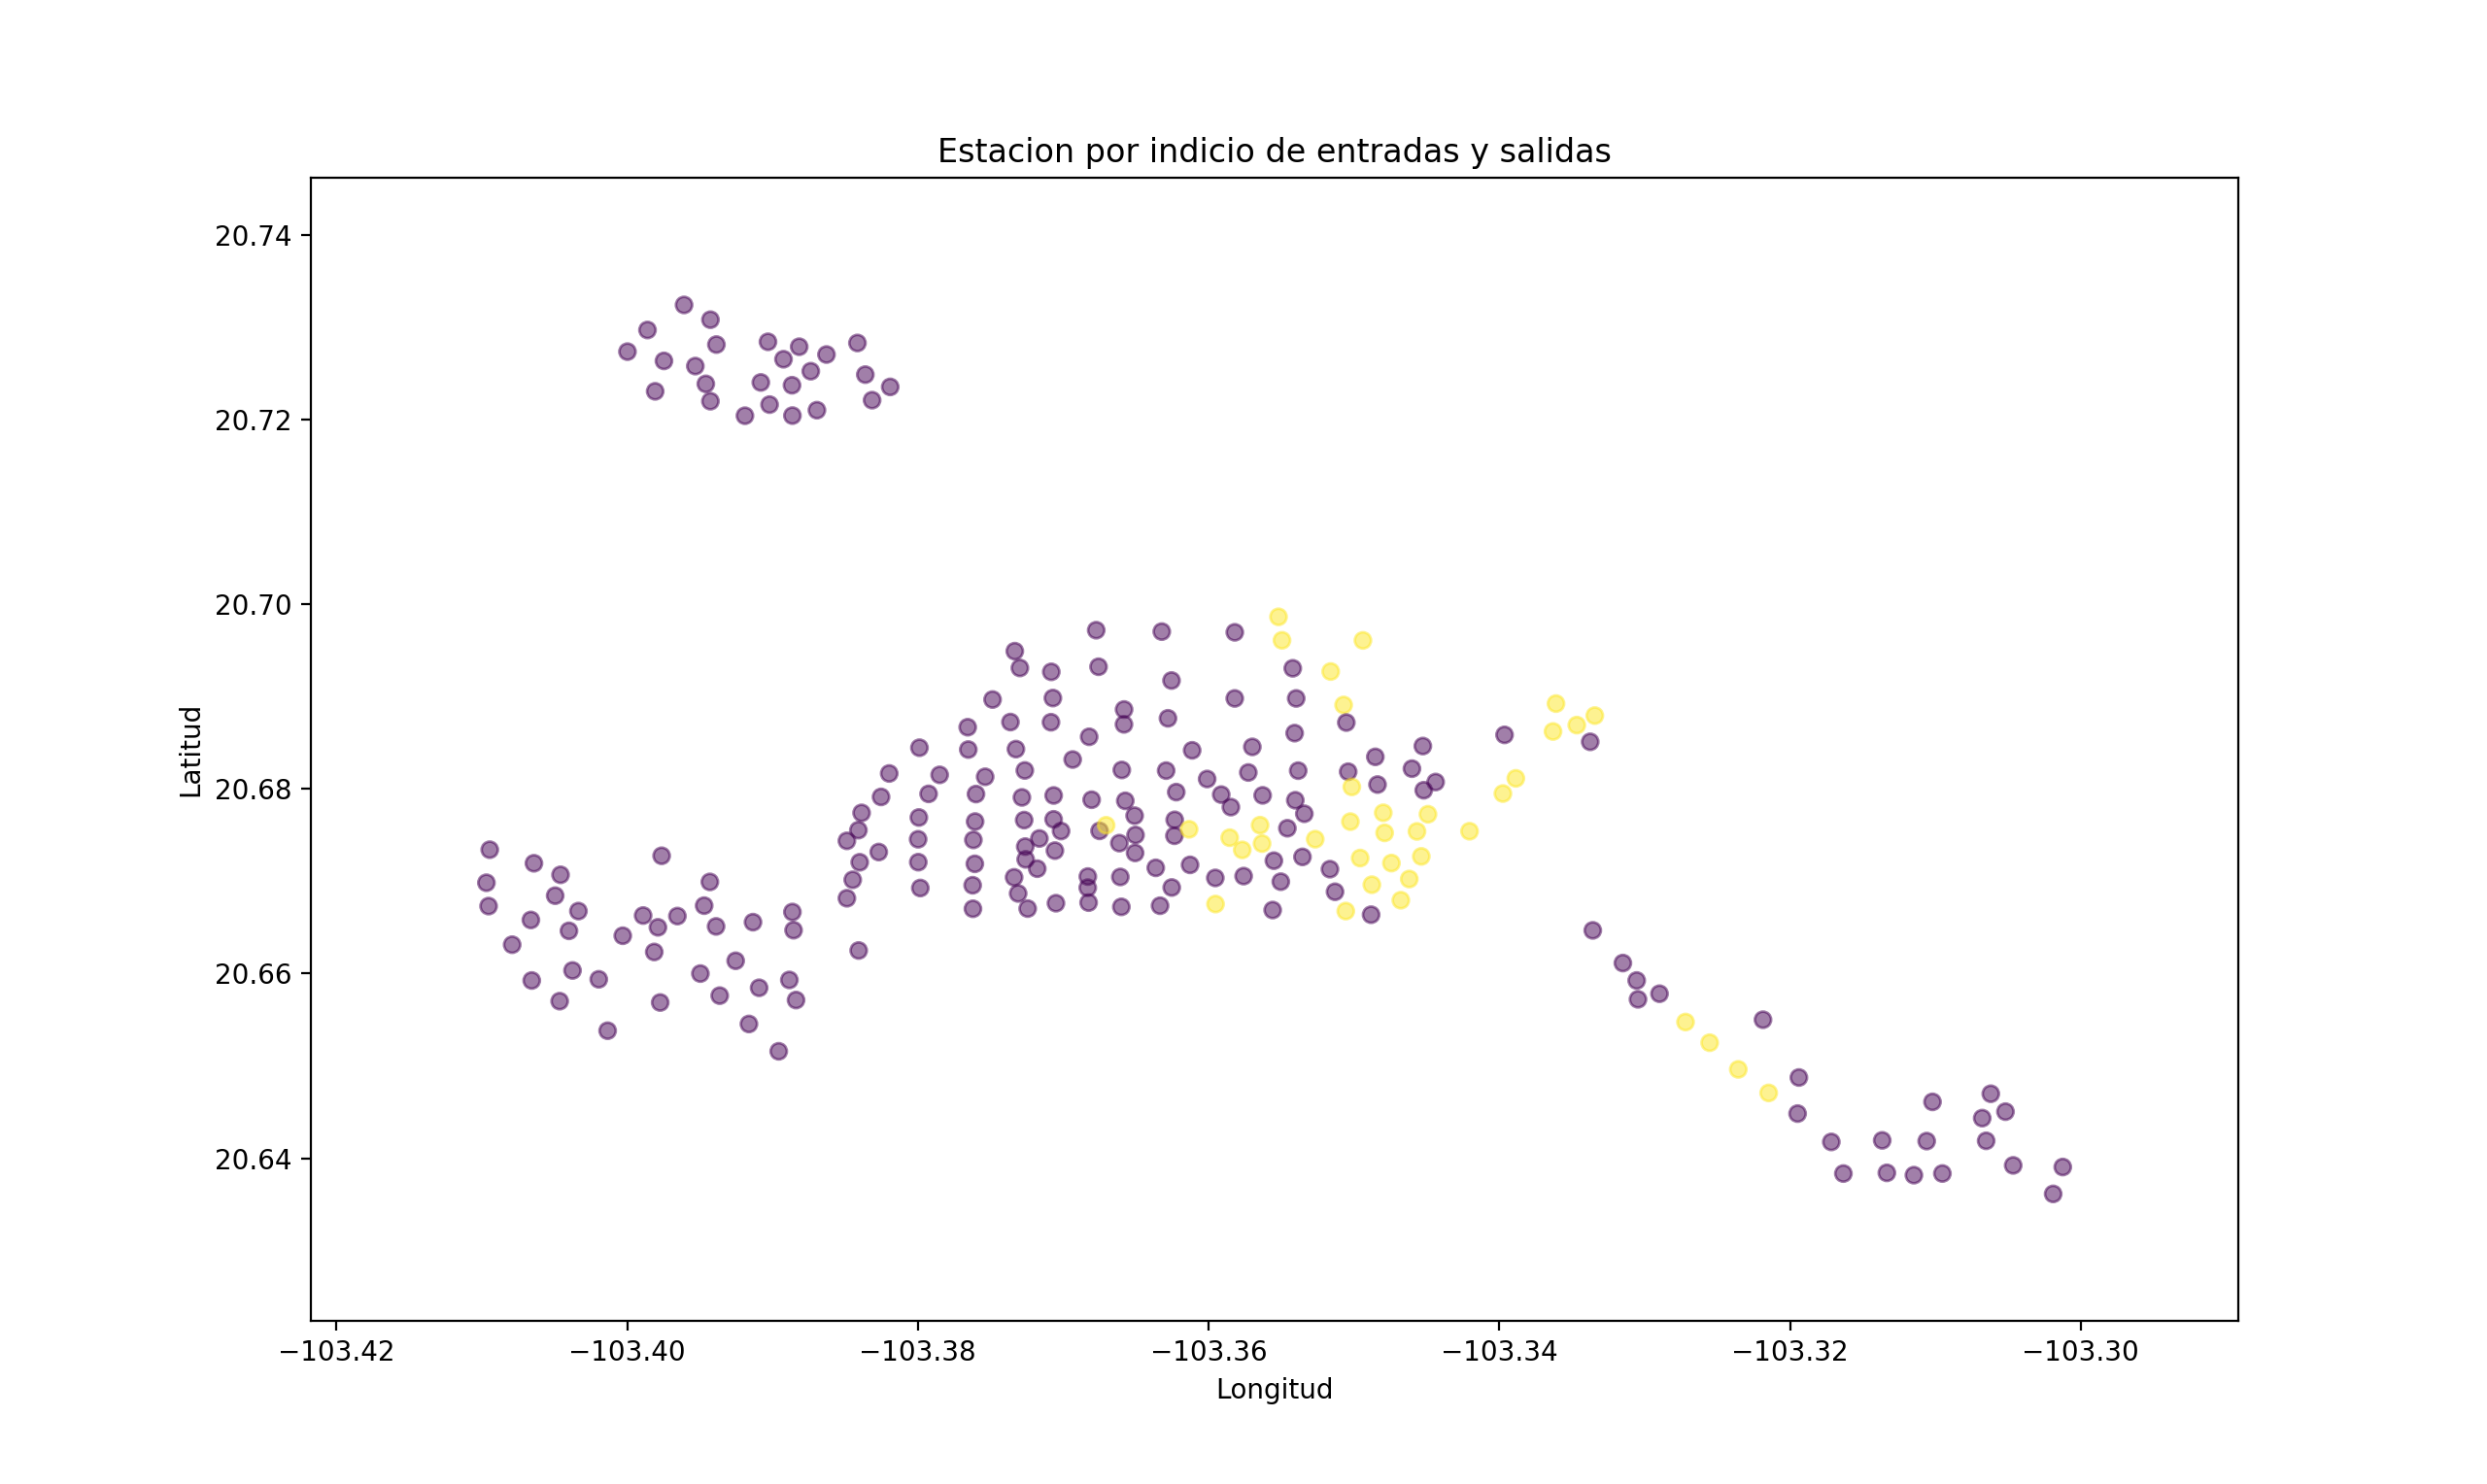 Estacion por indicio de entradas y salidas
20.74
20.72
20.70
20.68
20.66
20.64
Latitud
−103.42 −103.40 −103.38 −103.36 −103.34 −103.32 −103.30
Longitud